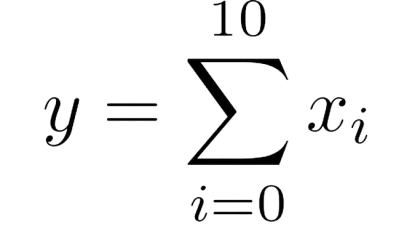 y = \sum_{i=0}^{10} x_i